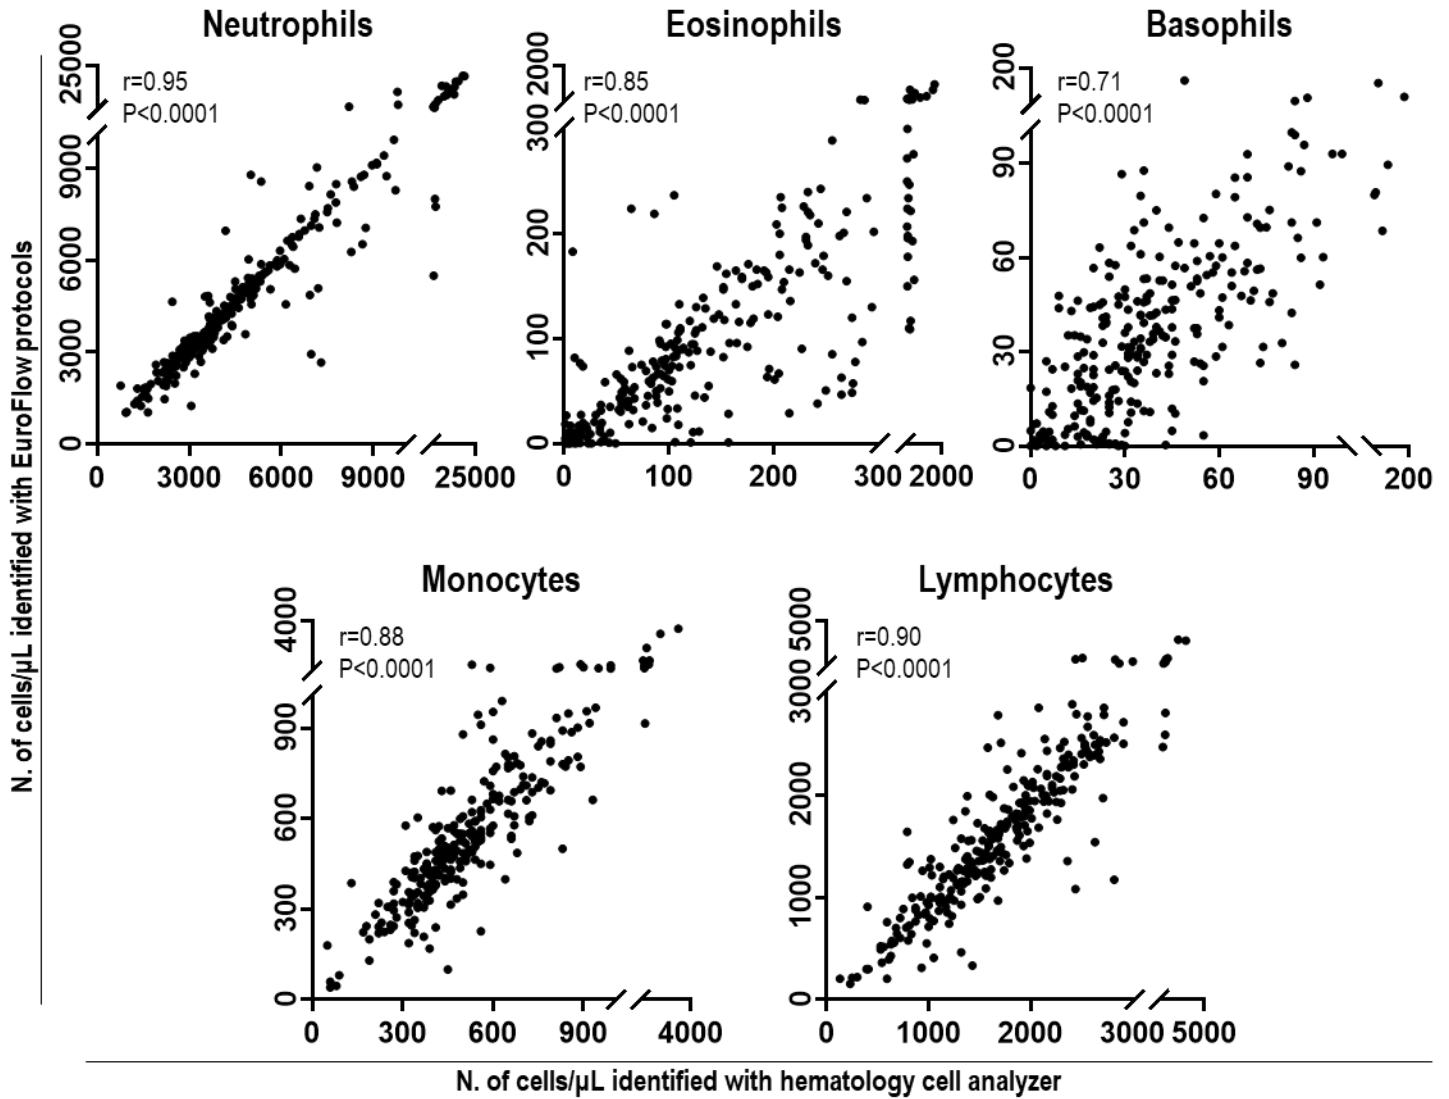 Neutrophils
Eosinophils
Basophils
r=0.95
P<0.0001
r=0.85
P<0.0001
r=0.71
P<0.0001
25000
9000
6000
3000
0
0 3000 6000 9000 25000
2000
300
200
100
0
0 100 200 300 2000
200
90
60
30
0
0 30 60 90 200
N. of cells/µL identified with EuroFlow protocols
Monocytes
Lymphocytes
r=0.88
P<0.0001
r=0.90
P<0.0001
4000
900
600
300
0
0 300 600 900 4000
5000
3000
2000
1000
0
0 1000 2000 3000 5000
N. of cells/µL identified with hematology cell analyzer